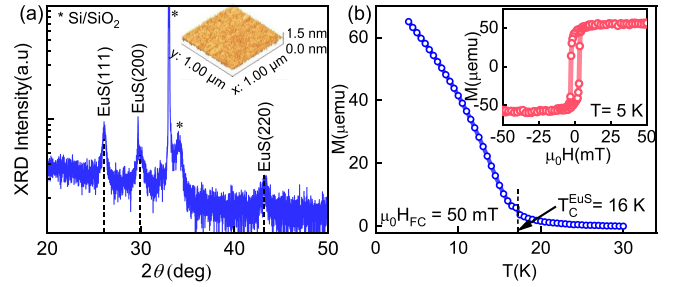 (a)
* Si/SiO₂
*
*
EuS(111)
EuS(200)
EuS(220)
1.5 nm
0.0 nm
y: 1.00 μm
x: 1.00 μm
XRD Intensity(a.u)
20 30 40 50
2θ (deg)
(b)
M(μemu)
60
40
20
0
0 10 20 30
T(K)
μ₀H_FC = 50 mT
T_C^EuS = 16 K
M(μemu)
50
0
-50
-50 0 50
μ₀H(mT)
T= 5 K